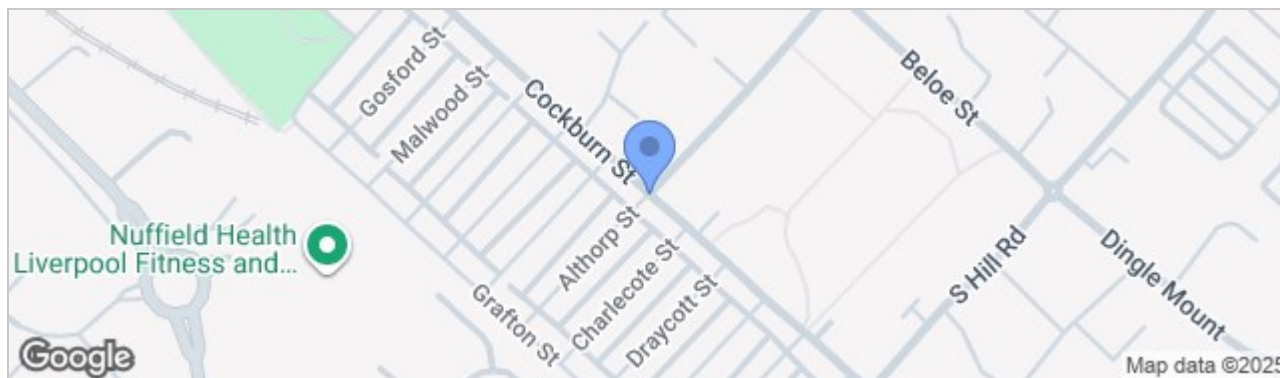 Gosford St
Malwood St
Cockburn St
Beloe St
Nuffield Health
Liverpool Fitness and...
Althorp St
Charlecote St
Draycott St
Grafton St
S Hill Rd
Dingle Mount
Google
Map data ©2025